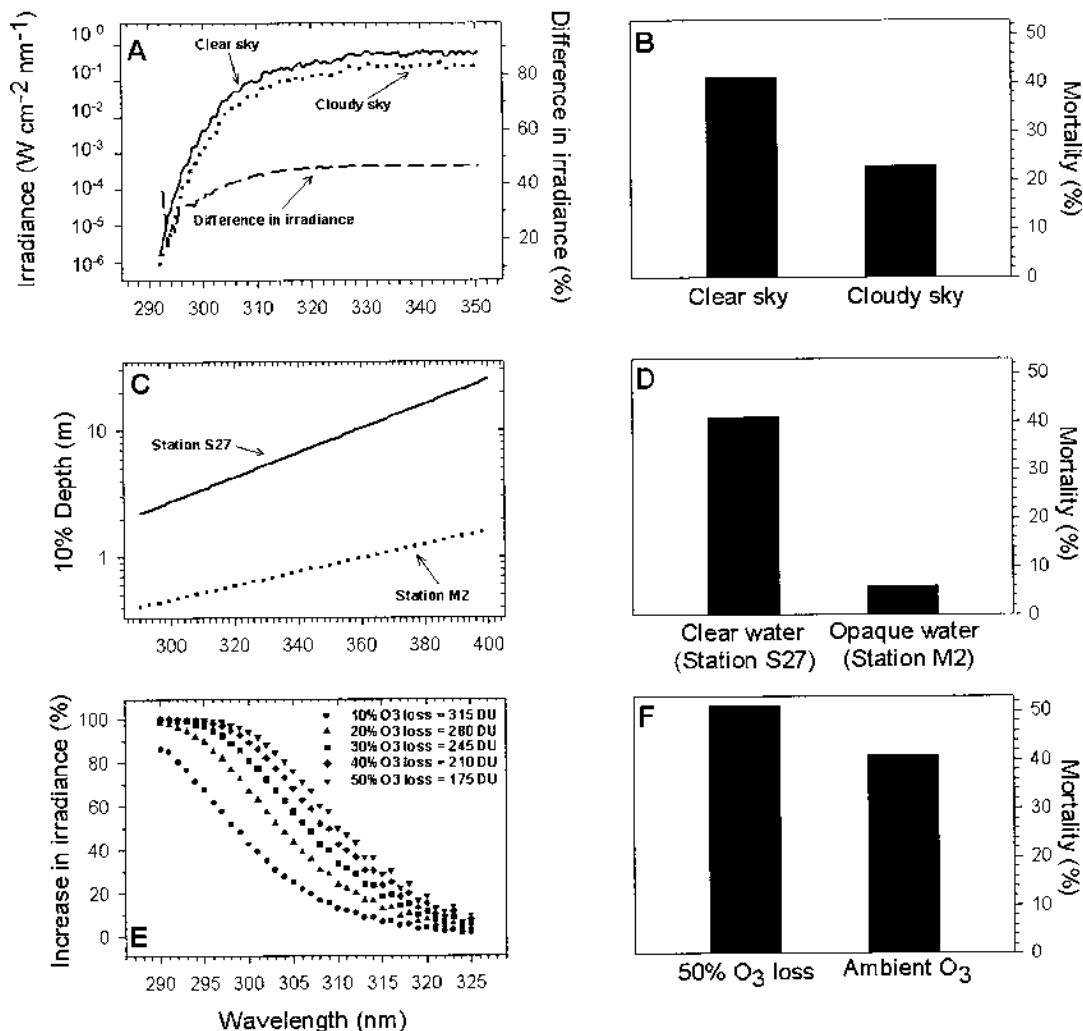 A
Clear sky
Cloudy sky
Difference in irradiance
Irradiance (W cm-2 nm-1)
10 0
10 -1
10 -2
10 -3
10 -4
10 -5
10 -6
Difference in irradiance (%)
80
60
40
20
290 300 310 320 330 340 350
B
Mortality (%)
50
40
30
20
10
0
Clear sky Cloudy sky
C
10% Depth (m)
10
1
Station S27
Station M2
300 320 340 360 380 400
D
Mortality (%)
50
40
30
20
10
0
Clear water Opaque water
(Station S27) (Station M2)
E
Increase in irradiance (%)
100
80
60
40
20
0
10% O3 loss = 315 DU
20% O3 loss = 280 DU
30% O3 loss = 245 DU
40% O3 loss = 210 DU
50% O3 loss = 175 DU
290 295 300 305 310 315 320 325
Wavelength (nm)
F
Mortality (%)
50
40
30
20
10
0
50% O3 loss Ambient O3